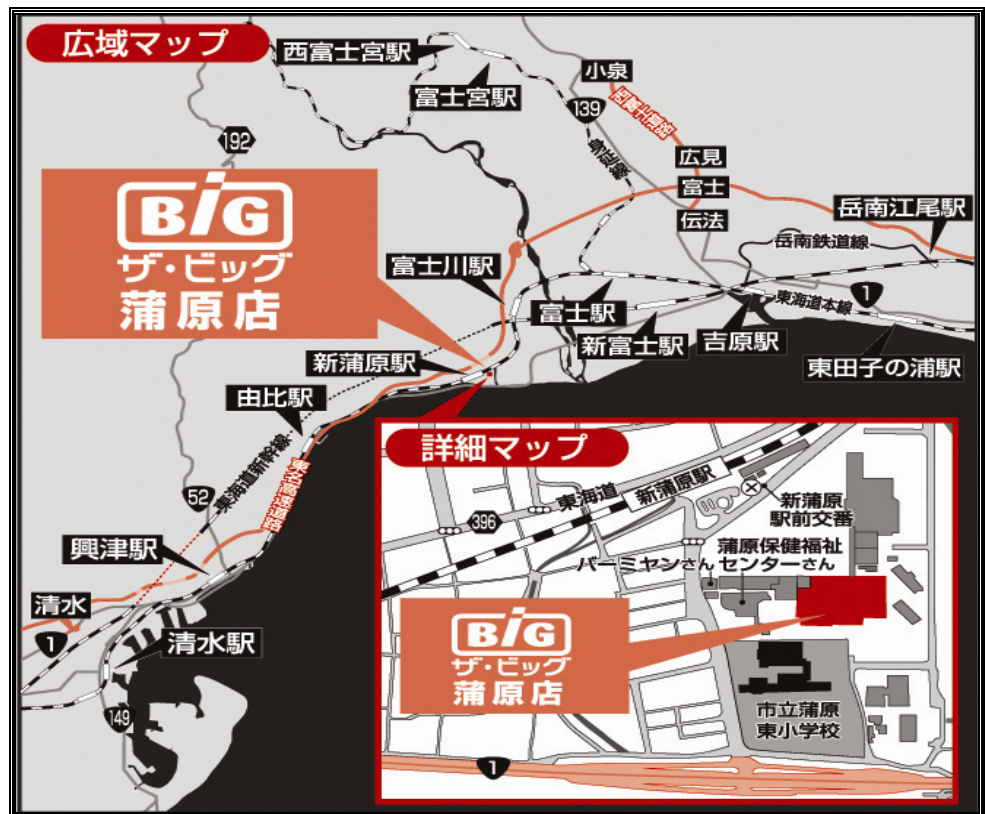 広域マップ
西富士宮駅
富士宮駅
小泉
139
西富士道路
身延線
192
広見
富士
伝法
岳南江尾駅
岳南鉄道線
BiG
ザ・ビッグ
蒲原店
富士川駅
富士駅
新富士駅
吉原駅
東海道本線
1
東田子の浦駅
新蒲原駅
由比駅
東海道新幹線
東名高速道路
52
興津駅
清水
1
清水駅
149
詳細マップ
東海道
新蒲原駅
396
新蒲原
駅前交番
蒲原保健福祉
センターさん
バーミヤンさん
BiG
ザ・ビッグ
蒲原店
市立蒲原
東小学校
1